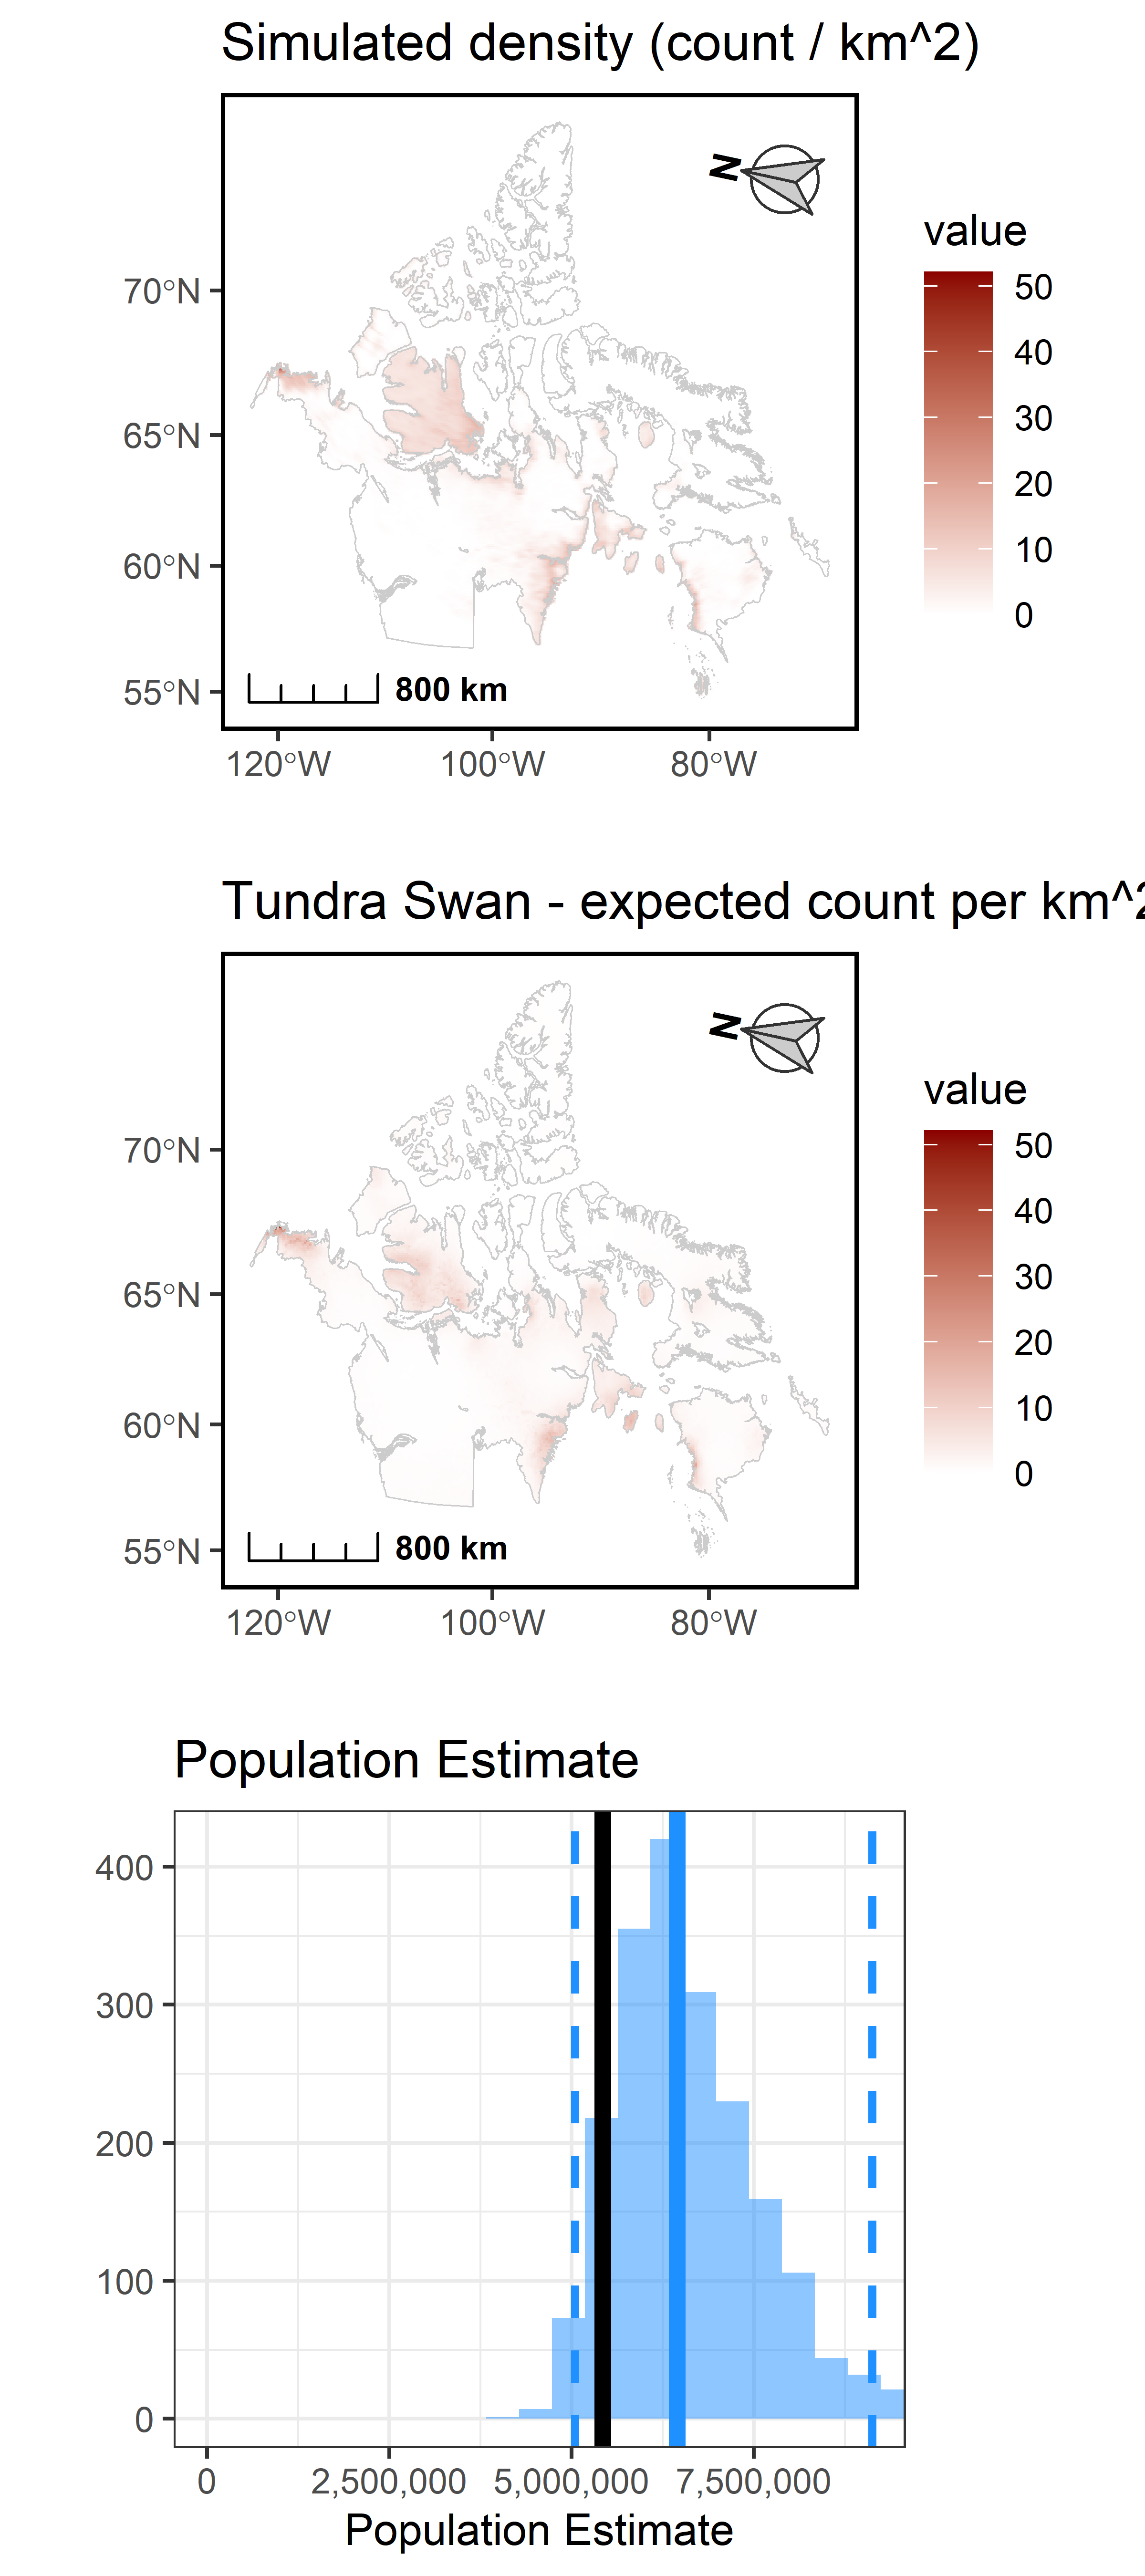 Simulated density (count / km^2)
N
value
50
40
30
20
10
0
70°N
65°N
60°N
55°N
800 km
120°W 100°W 80°W
Tundra Swan - expected count per km^2
N
value
50
40
30
20
10
0
70°N
65°N
60°N
55°N
800 km
120°W 100°W 80°W
Population Estimate
400
300
200
100
0
0 2,500,000 5,000,000 7,500,000
Population Estimate